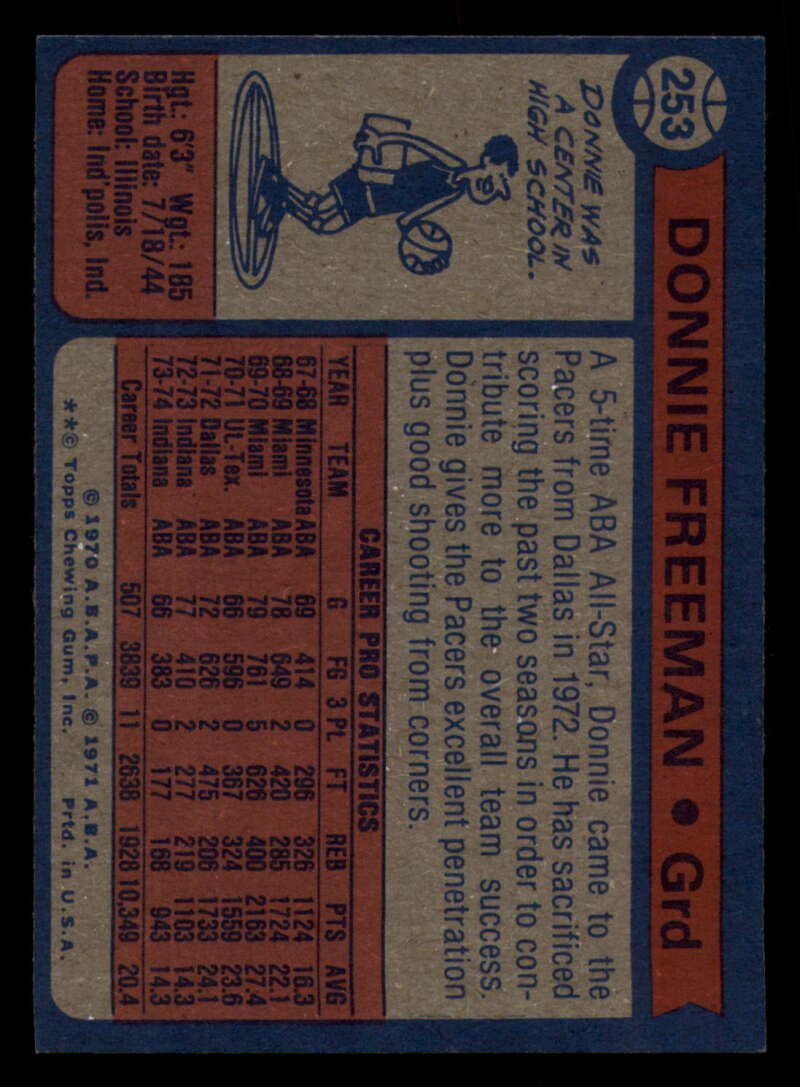 253
DONNIE FREEMAN • Grd
DONNIE WAS
A CENTER IN
HIGH SCHOOL.
Hgt.: 6'3" Wgt.: 185
Birth date: 7/18/44
School: Illinois
Home: Ind'polis, Ind.
A 5-time ABA All-Star, Donnie came to the
Pacers from Dallas in 1972. He has sacrificed
scoring the past two seasons in order to con-
tribute more to the overall team success.
Donnie gives the Pacers excellent penetration
plus good shooting from corners.
CAREER PRO STATISTICS
YEAR TEAM G FG 3 Pt. FT REB PTS AVG
67-68 Minnesota ABA 69 414 0 296 326 1124 16.3
68-69 Miami ABA 78 649 2 420 285 1724 22.1
69-70 Miami ABA 79 761 5 626 400 2163 27.4
70-71 Ut.-Tex. ABA 66 596 0 367 324 1559 23.6
71-72 Dallas ABA 72 626 2 475 206 1733 24.1
72-73 Indiana ABA 77 410 2 277 219 1103 14.3
73-74 Indiana ABA 66 383 0 177 168 943 14.3
Career Totals 507 3839 11 2638 1928 10,349 20.4
© 1970 A.B.A.P.A. © 1971 A.B.A.
**© Topps Chewing Gum, Inc. Prtd. in U.S.A.